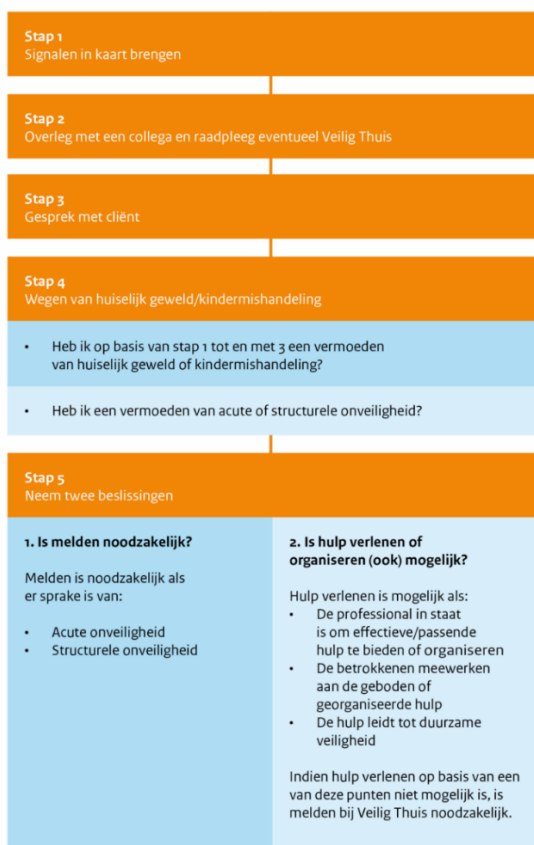 Stap 1
Signalen in kaart brengen
Stap 2
Overleg met een collega en raadpleeg eventueel Veilig Thuis
Stap 3
Gesprek met cliënt
Stap 4
Wegen van huiselijk geweld/kindermishandeling
• Heb ik op basis van stap 1 tot en met 3 een vermoeden
van huiselijk geweld of kindermishandeling?
• Heb ik een vermoeden van acute of structurele onveiligheid?
Stap 5
Neem twee beslissingen
1. Is melden noodzakelijk?
Melden is noodzakelijk als
er sprake is van:
• Acute onveiligheid
• Structurele onveiligheid
2. Is hulp verlenen of
organiseren (ook) mogelijk?
Hulp verlenen is mogelijk als:
• De professional in staat
is om effectieve/passende
hulp te bieden of organiseren
• De betrokkenen meewerken
aan de geboden of
georganiseerde hulp
• De hulp leidt tot duurzame
veiligheid
Indien hulp verlenen op basis van een
van deze punten niet mogelijk is, is
melden bij Veilig Thuis noodzakelijk.